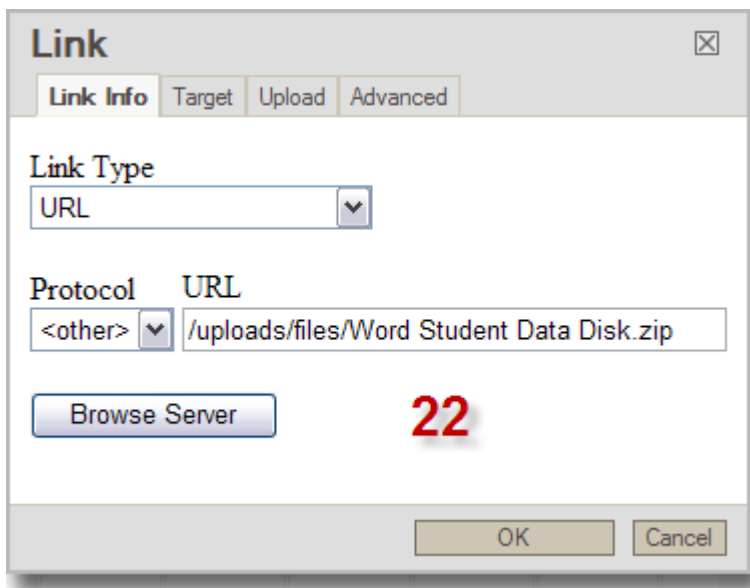 Link
Link Info Target Upload Advanced
Link Type
URL
Protocol URL
<other> /uploads/files/Word Student Data Disk.zip
Browse Server 22
OK Cancel